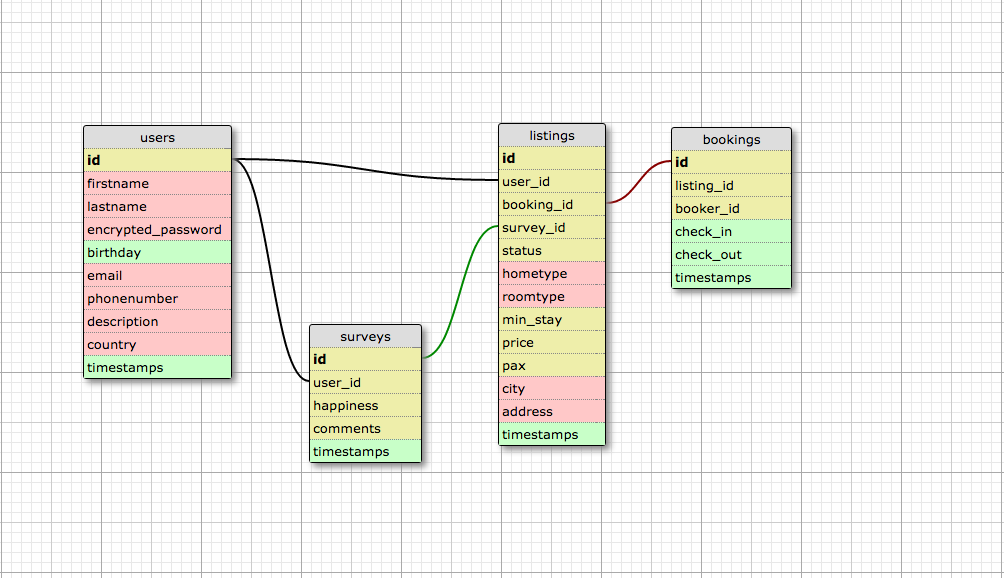 users
id
firstname
lastname
encrypted_password
birthday
email
phonenumber
description
country
timestamps
surveys
id
user_id
happiness
comments
timestamps
listings
id
user_id
booking_id
survey_id
status
hometype
roomtype
min_stay
price
pax
city
address
timestamps
bookings
id
listing_id
booker_id
check_in
check_out
timestamps